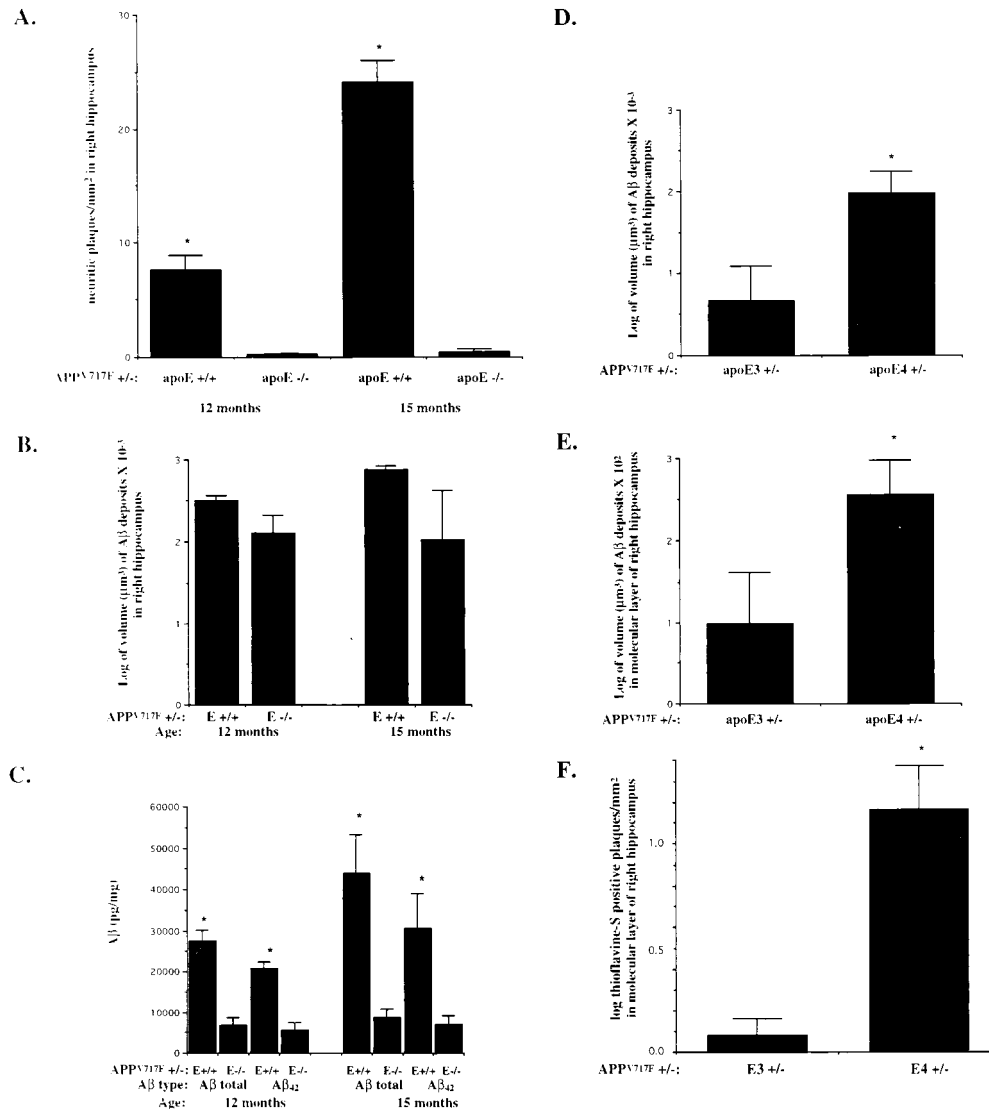 A.
30
20
10
0
neuritic plaques/mm² in right hippocampus
*
*
APPV717F +/-: apoE +/+ apoE -/- apoE +/+ apoE -/-
12 months 15 months
B.
3
2
1
0
Log of volume (μm³) of Aβ deposits X 10-3
in right hippocampus
APPV717F +/-: E +/+ E -/- E +/+ E -/-
Age: 12 months 15 months
C.
60000
50000
40000
30000
20000
10000
0
Aβ (pg/mg)
*
*
*
*
APPV717F +/-: E+/+ E-/- E+/+ E-/- E+/+ E-/- E+/+ E-/-
Aβ type: Aβ total Aβ42 Aβ total Aβ42
Age: 12 months 15 months
D.
3
2
1
0
Log of volume (μm³) of Aβ deposits X 10-3
in right hippocampus
*
APPV717F +/-: apoE3 +/- apoE4 +/-
E.
3
2
1
0
Log of volume (μm³) of Aβ deposits X 10²
in molecular layer of right hippocampus
*
APPV717F +/-: apoE3 +/- apoE4 +/-
F.
1.0
0.5
0.0
log thioflavine-S positive plaques/mm²
in molecular layer of right hippocampus
*
APPV717F +/-: E3 +/- E4 +/-